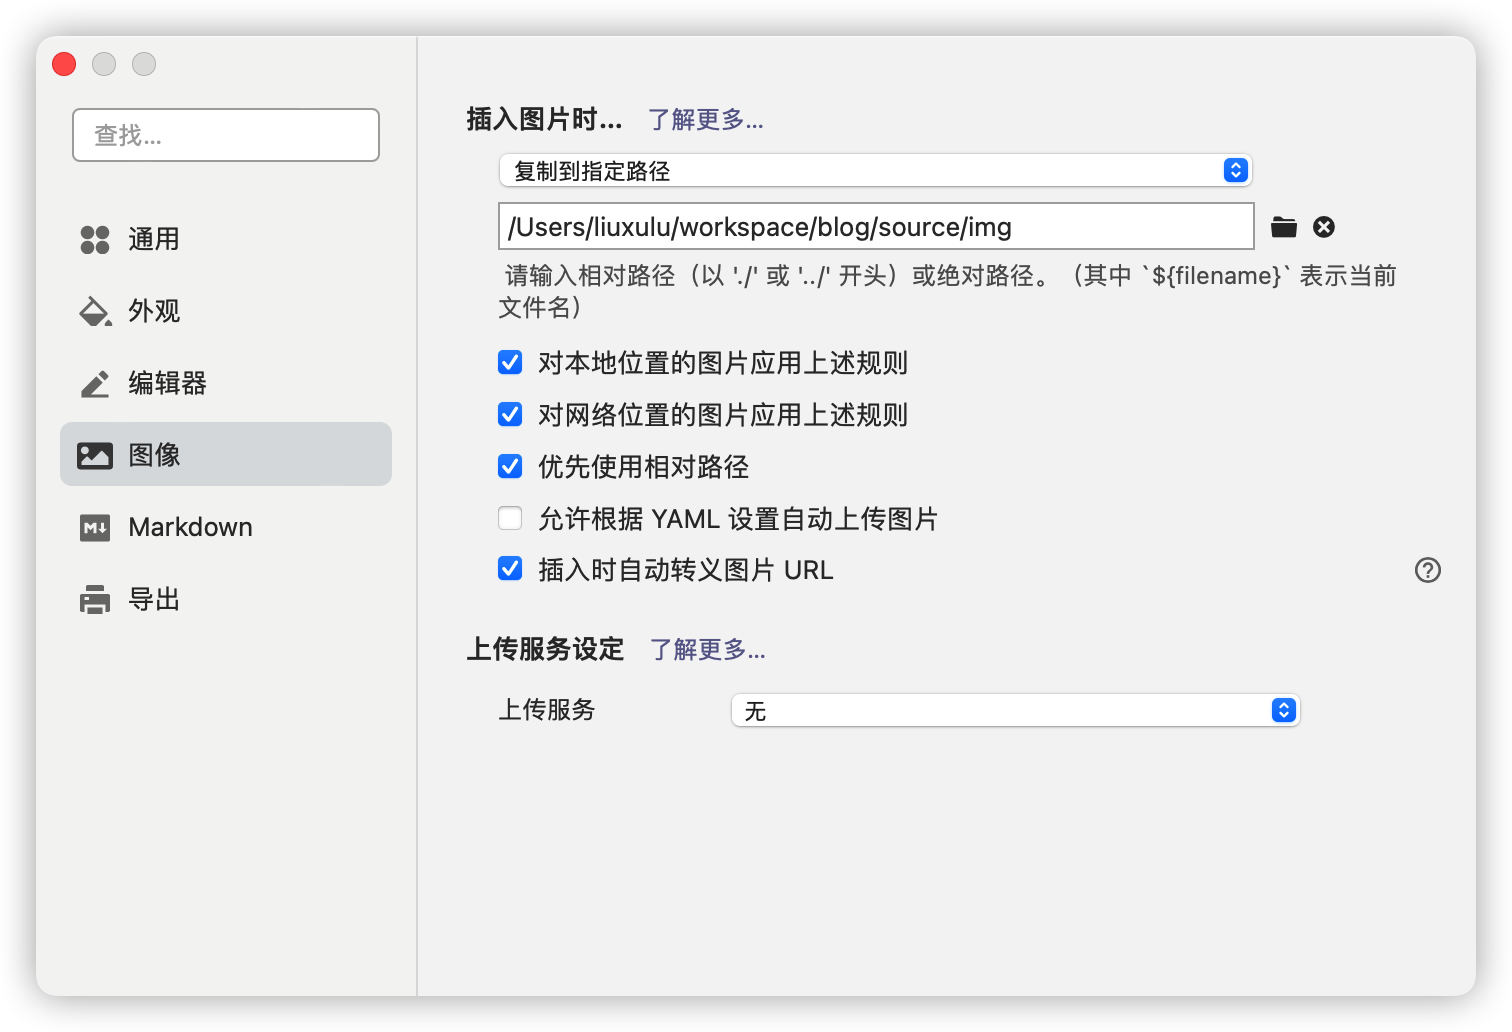 查找...
通用
外观
编辑器
图像
Markdown
导出
插入图片时... 了解更多...
复制到指定路径
/Users/liuxulu/workspace/blog/source/img
请输入相对路径（以 './' 或 '../' 开头）或绝对路径。（其中 `${filename}` 表示当前
文件名）
对本地位置的图片应用上述规则
对网络位置的图片应用上述规则
优先使用相对路径
允许根据 YAML 设置自动上传图片
插入时自动转义图片 URL
上传服务设定 了解更多...
上传服务 无